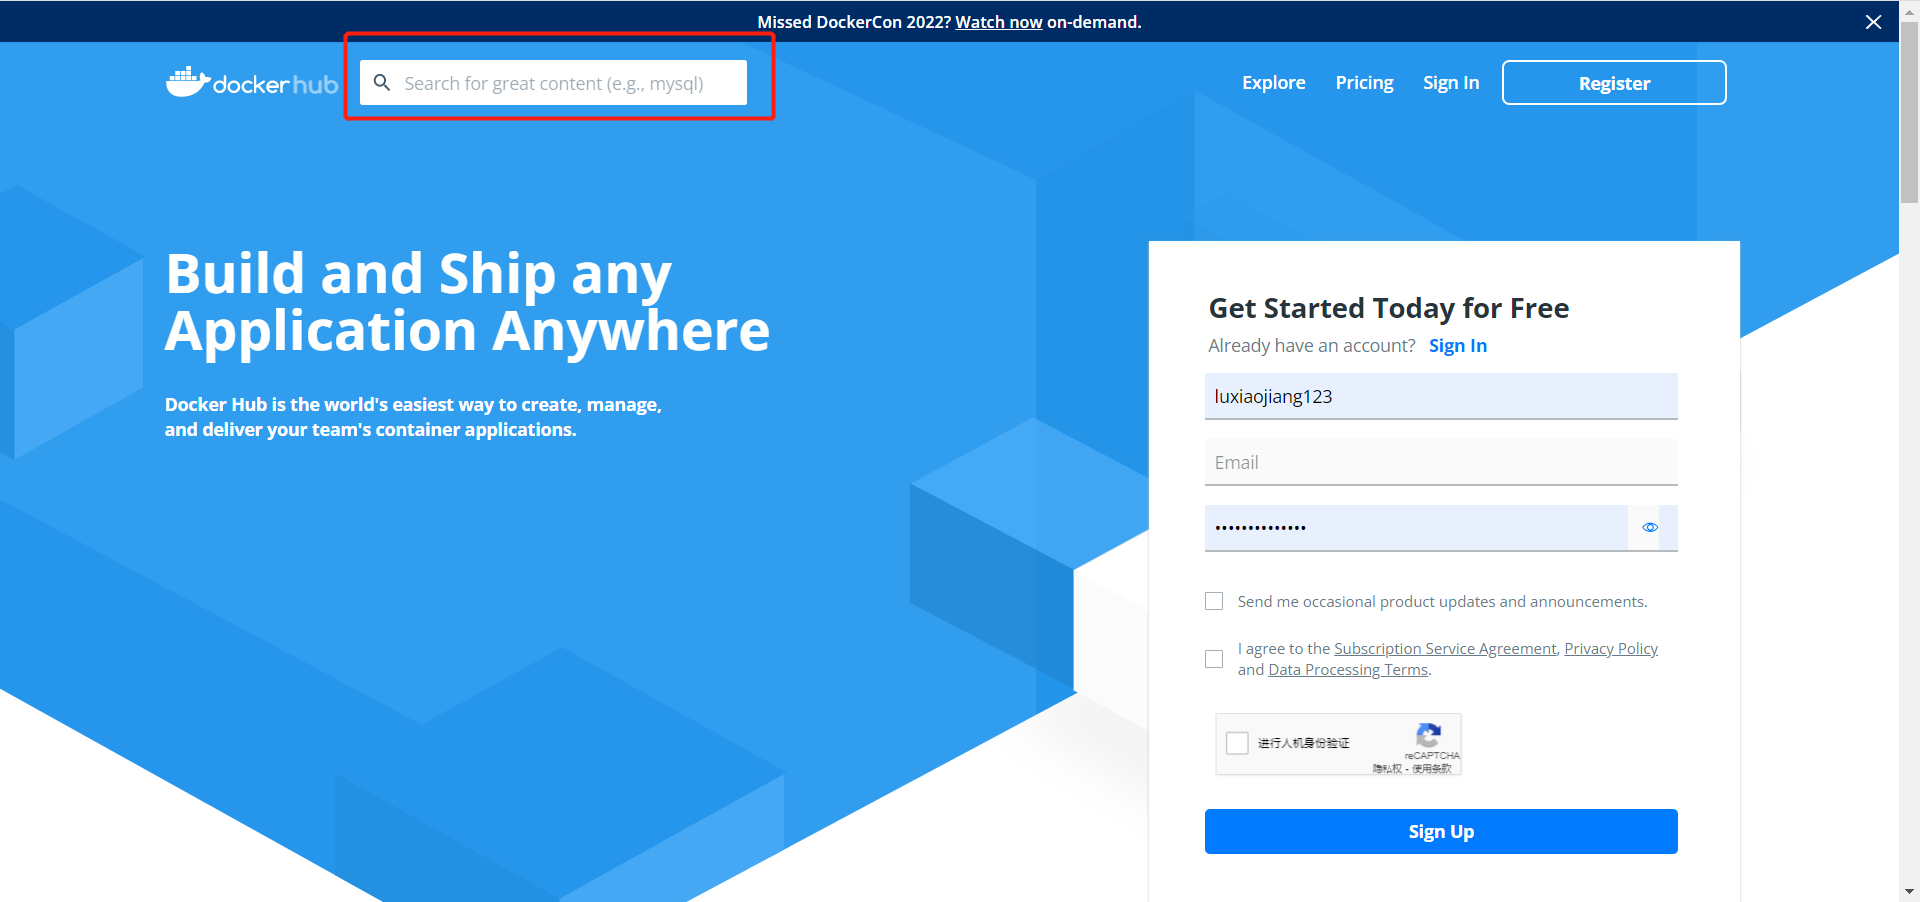 Missed DockerCon 2022? Watch now on-demand.
dockerhub
Search for great content (e.g., mysql)
Explore
Pricing
Sign In
Register
Build and Ship any
Application Anywhere
Docker Hub is the world's easiest way to create, manage,
and deliver your team's container applications.
Get Started Today for Free
Already have an account? Sign In
luxiaojiang123
Email
••••••••••••••
Send me occasional product updates and announcements.
I agree to the Subscription Service Agreement, Privacy Policy
and Data Processing Terms.
进行人机身份验证
reCAPTCHA
隐私权 - 使用条款
Sign Up